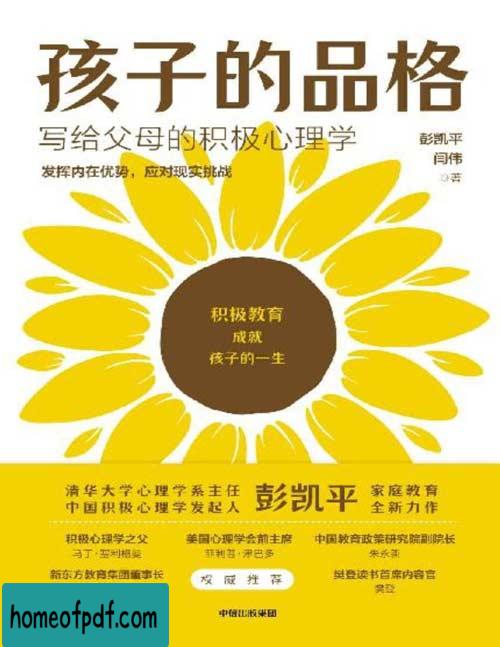 孩子的品格
写给父母的积极心理学
发挥内在优势,应对现实挑战
彭凯平
闫伟
◎著
积极教育
成就
孩子的一生
清华大学心理学系主任
中国积极心理学发起人
彭凯平
家庭教育
全新力作
积极心理学之父
马丁·塞利格曼
美国心理学会前主席
菲利普·津巴多
中国教育政策研究院副院长
朱永新
新东方教育集团董事长
权威推荐
樊登读书首席内容官
樊登
中信出版集团
homeofpdf.com